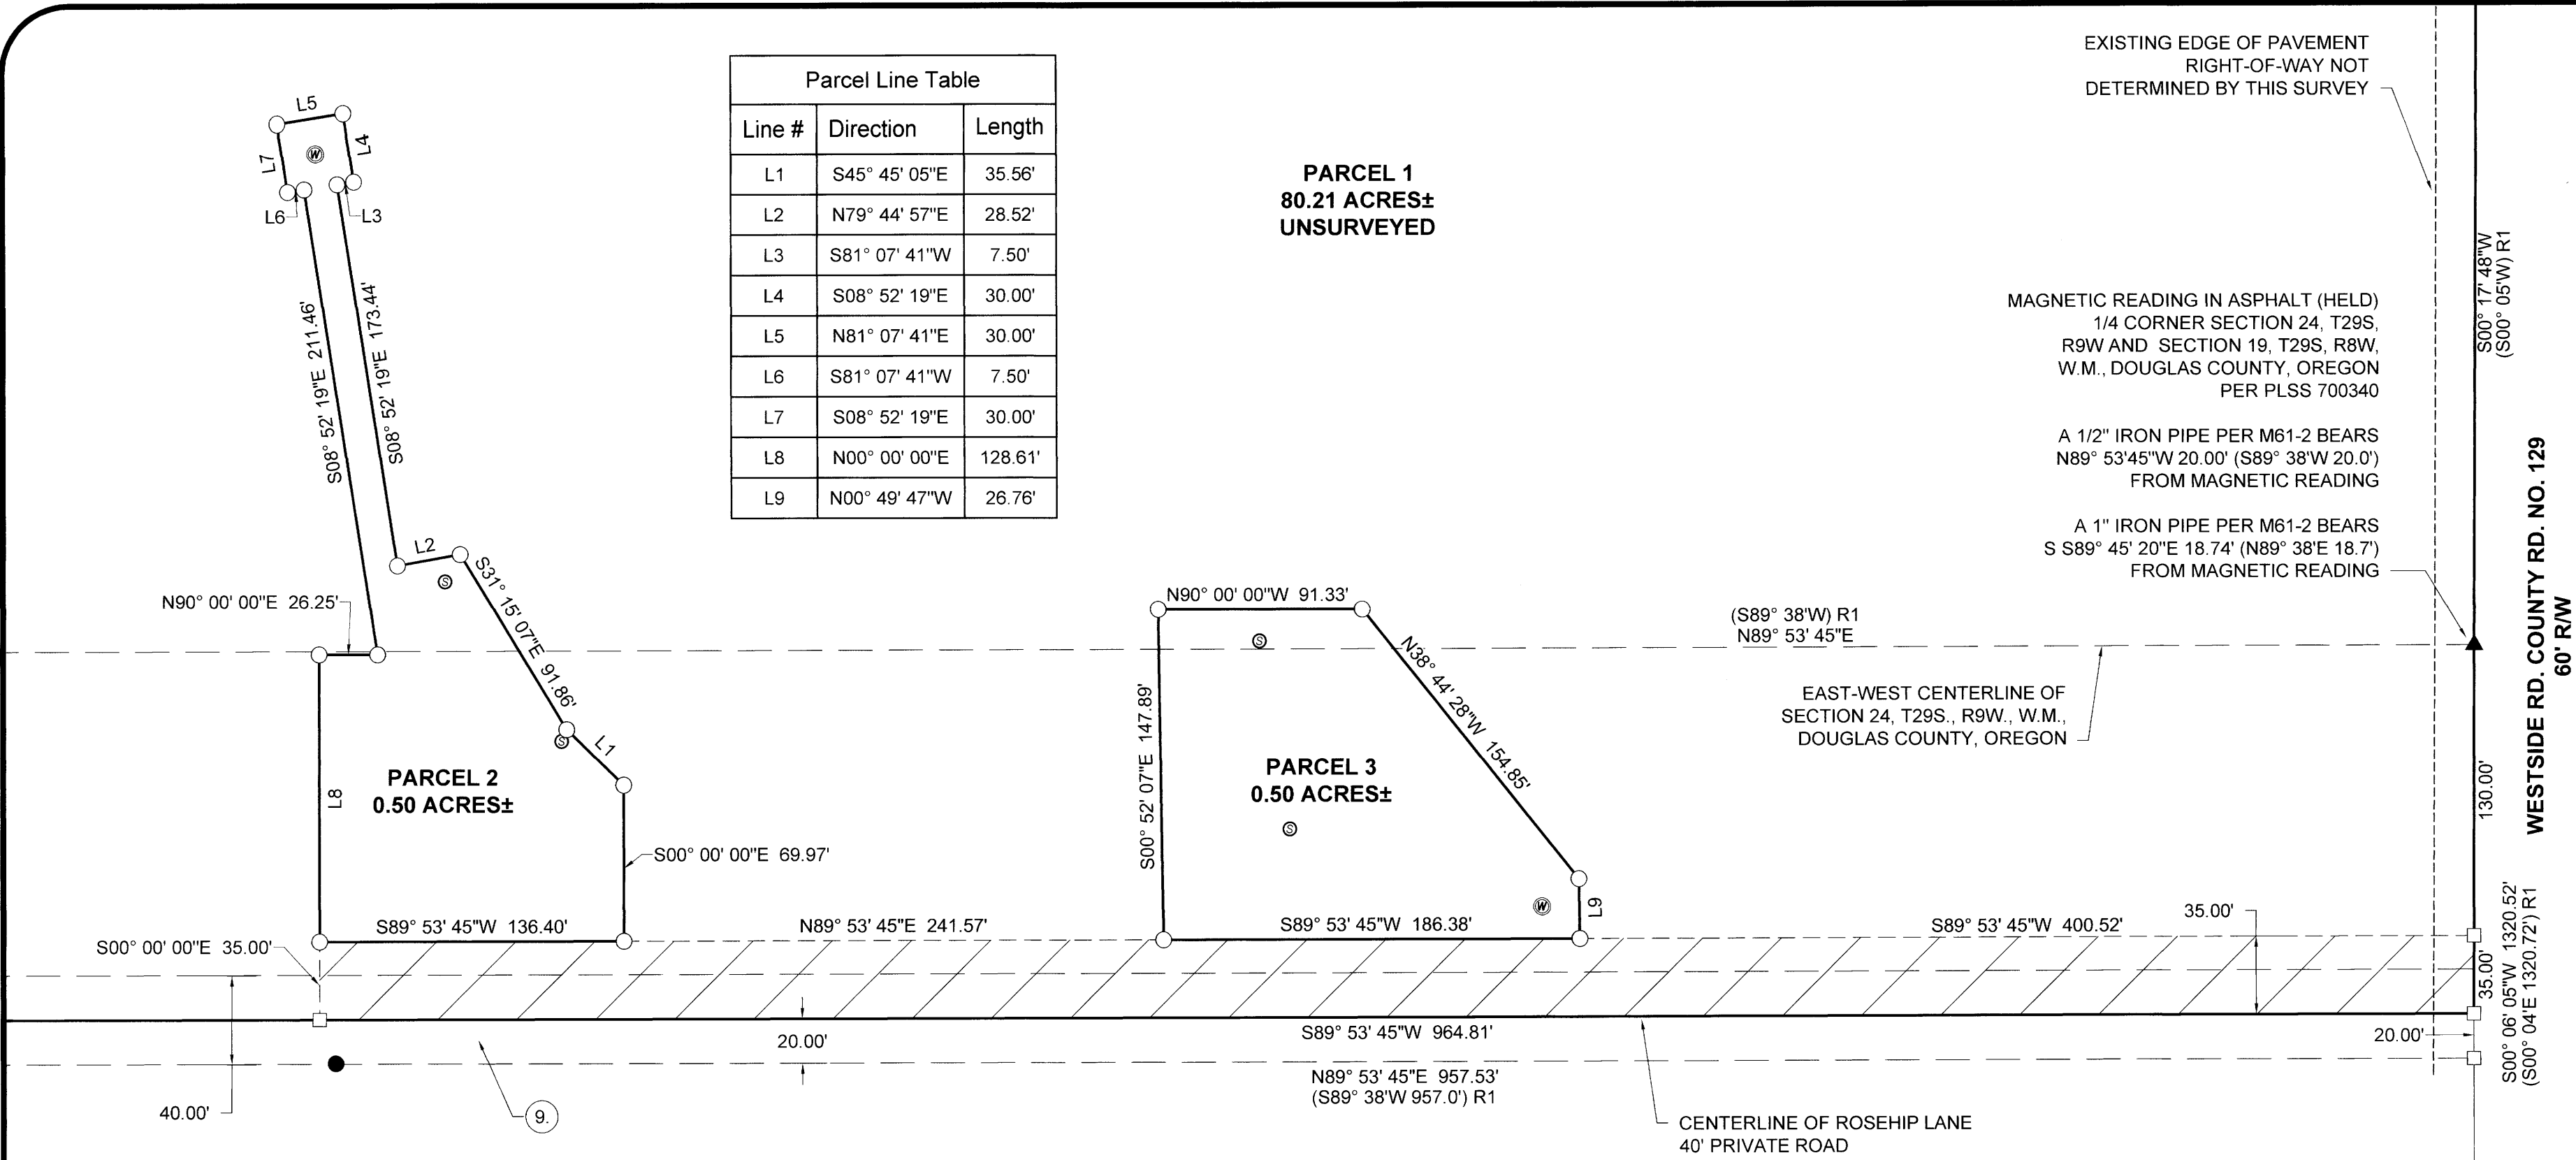 EXISTING EDGE OF PAVEMENT
RIGHT-OF-WAY NOT
DETERMINED BY THIS SURVEY
Parcel Line Table
Line # Direction Length
L1 S45° 45' 05"E 35.56'
L2 N79° 44' 57"E 28.52'
L3 S81° 07' 41"W 7.50'
L4 S08° 52' 19"E 30.00'
L5 N81° 07' 41"E 30.00'
L6 S81° 07' 41"W 7.50'
L7 S08° 52' 19"E 30.00'
L8 N00° 00' 00"E 128.61'
L9 N00° 49' 47"W 26.76'
L5
L4
L7
W
L6
L3
S08° 52' 19"E 211.46'
S08° 52' 19"E 173.44'
PARCEL 1
80.21 ACRES±
UNSURVEYED
S00° 17' 48"W
(S00° 05'W) R1
MAGNETIC READING IN ASPHALT (HELD)
1/4 CORNER SECTION 24, T29S,
R9W AND SECTION 19, T29S, R8W,
W.M., DOUGLAS COUNTY, OREGON
PER PLSS 700340
A 1/2" IRON PIPE PER M61-2 BEARS
N89° 53'45"W 20.00' (S89° 38'W 20.0')
FROM MAGNETIC READING
A 1" IRON PIPE PER M61-2 BEARS
S S89° 45' 20"E 18.74' (N89° 38'E 18.7')
FROM MAGNETIC READING
WESTSIDE RD. COUNTY RD. NO. 129
60' R/W
L2
S
S31° 15' 07"E 91.86'
N90° 00' 00"E 26.25'
N90° 00' 00"W 91.33'
S
(S89° 38'W) R1
N89° 53' 45"E
N38° 44' 28"W 154.85'
EAST-WEST CENTERLINE OF
SECTION 24, T29S., R9W., W.M.,
DOUGLAS COUNTY, OREGON
S
L1
L8
PARCEL 2
0.50 ACRES±
S00° 52' 07"E 147.89'
PARCEL 3
0.50 ACRES±
S
130.00'
S00° 00' 00"E 69.97'
W
L9
S89° 53' 45"W 136.40'
N89° 53' 45"E 241.57'
S89° 53' 45"W 186.38'
S89° 53' 45"W 400.52'
35.00'
S00° 00' 00"E 35.00'
35.00'
S00° 06' 05"W 1320.52'
(S00° 04'E 1320.72') R1
S89° 53' 45"W 964.81'
20.00'
20.00'
N89° 53' 45"E 957.53'
(S89° 38'W 957.0') R1
40.00'
9.
CENTERLINE OF ROSEHIP LANE
40' PRIVATE ROAD